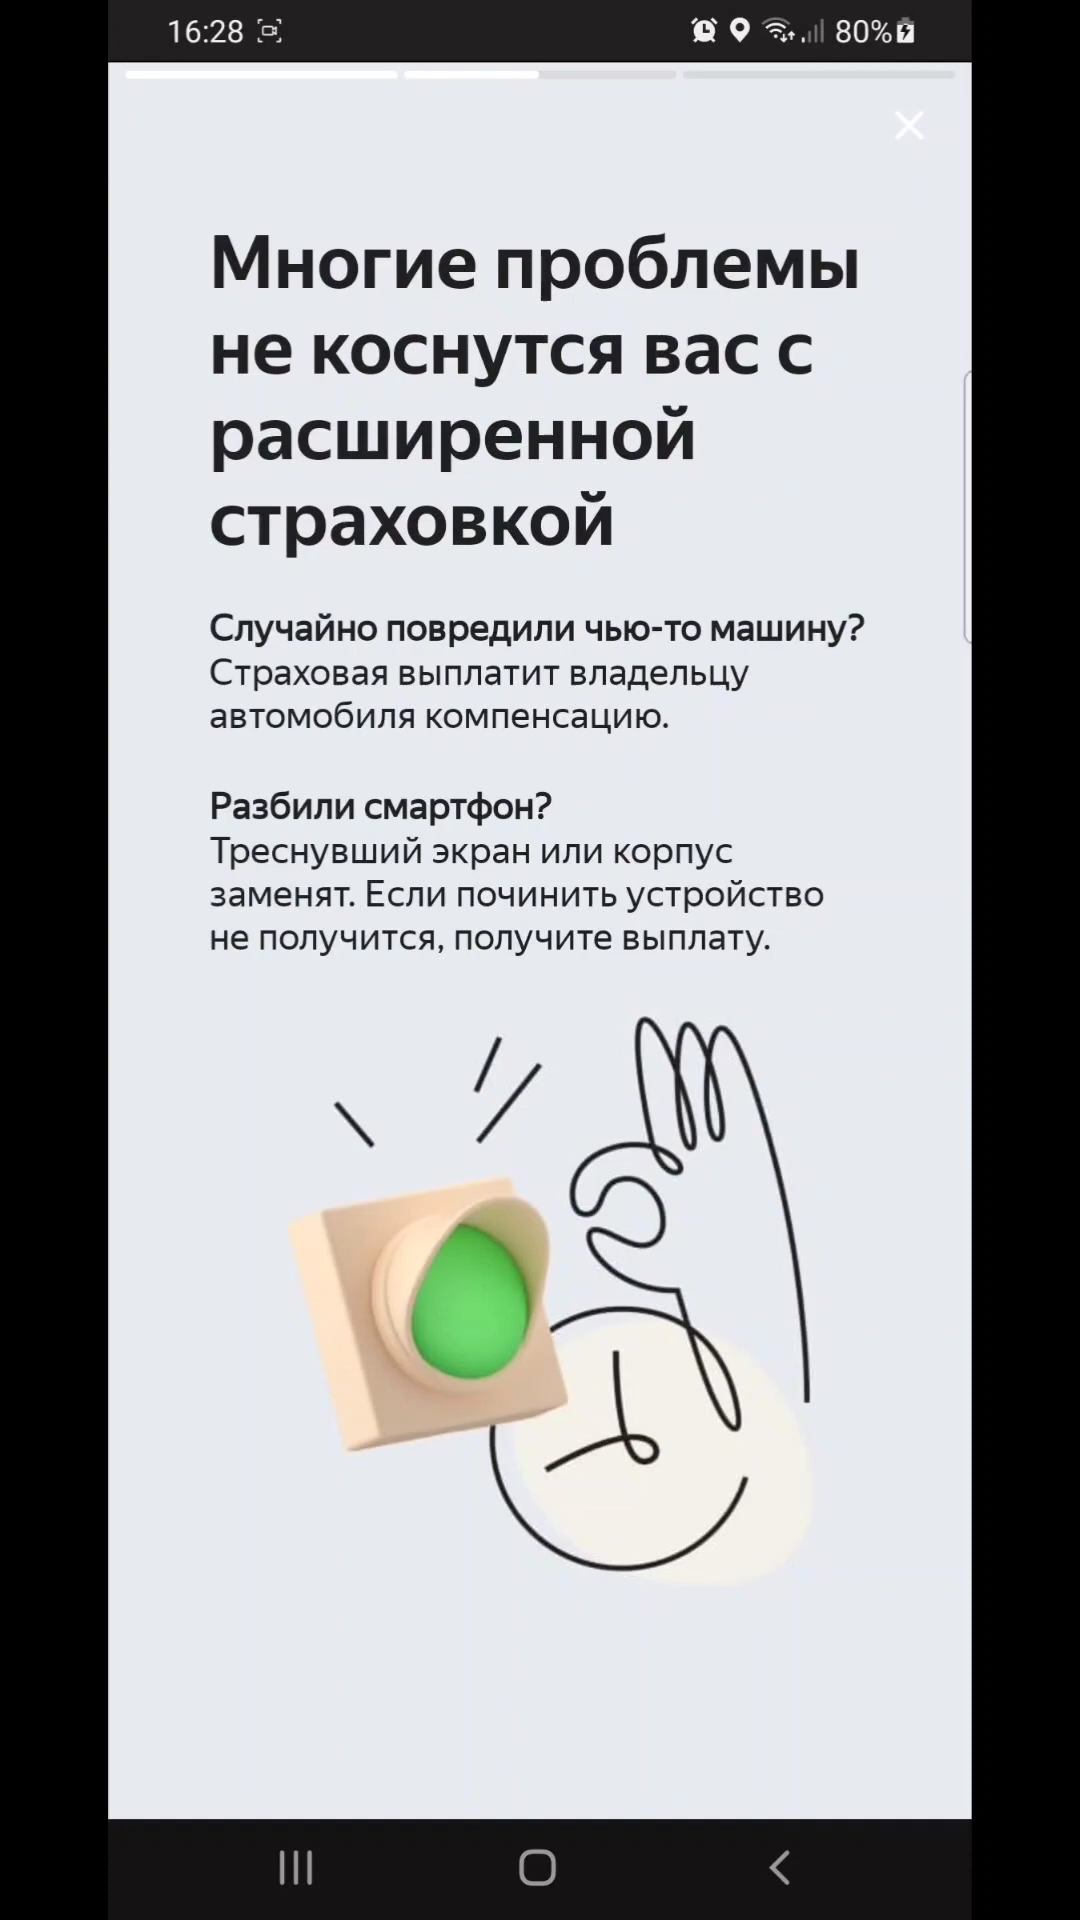 16:28
80%
Многие проблемы
не коснутся вас с
расширенной
страховкой
Случайно повредили чью-то машину?
Страховая выплатит владельцу
автомобиля компенсацию.
Разбили смартфон?
Треснувший экран или корпус
заменят. Если починить устройство
не получится, получите выплату.